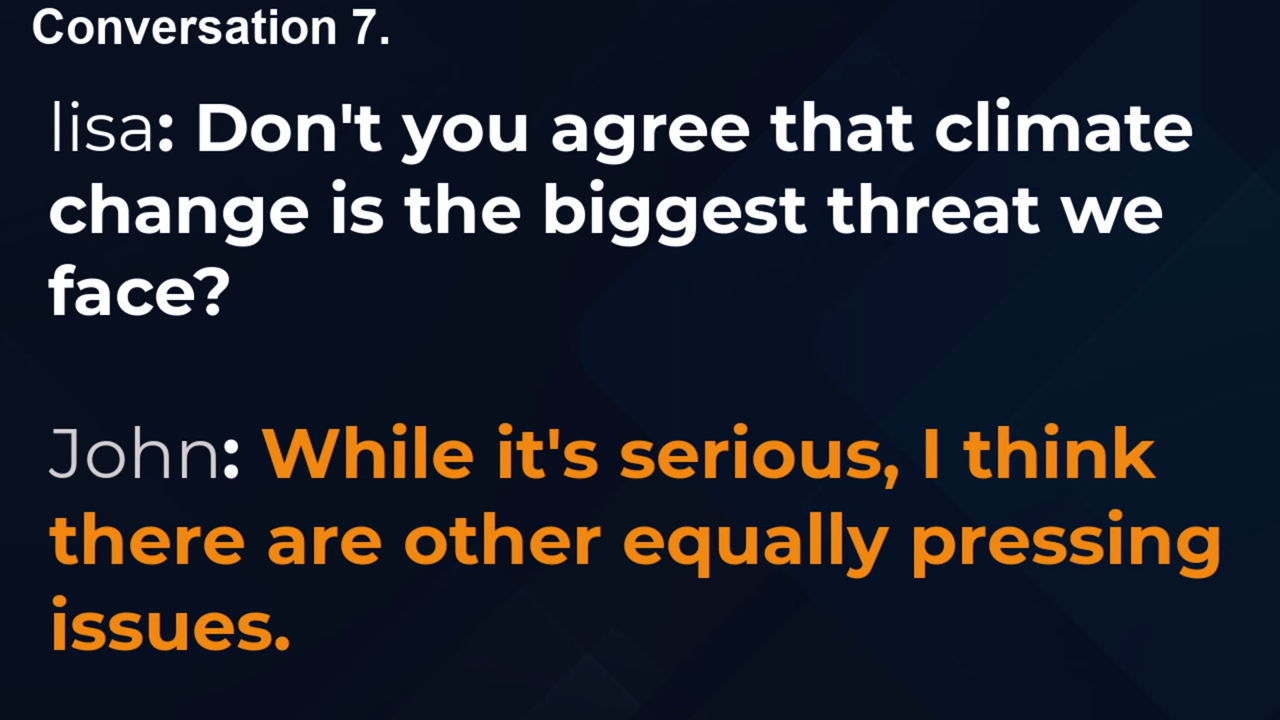 Conversation 7.
lisa: Don't you agree that climate
change is the biggest threat we
face?
John: While it's serious, I think
there are other equally pressing
issues.